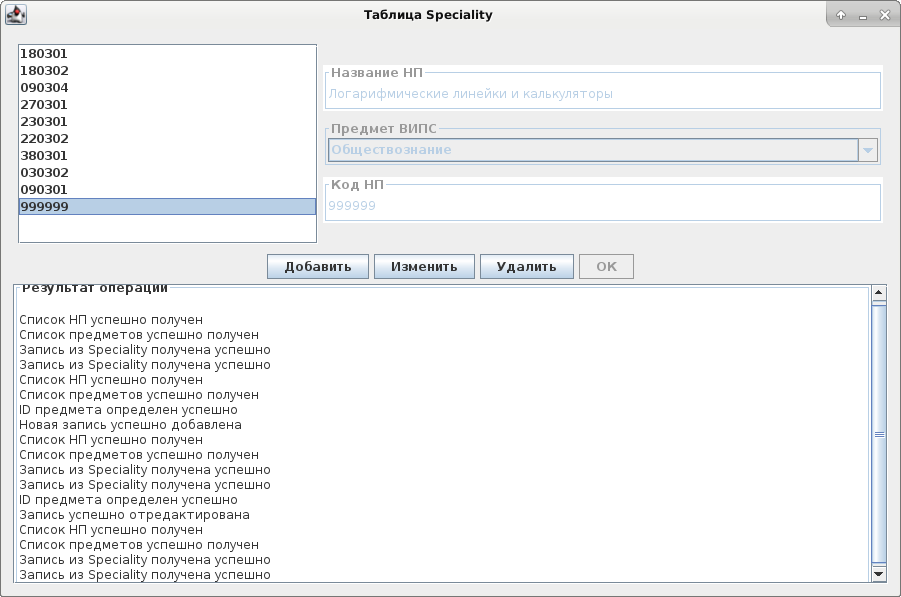 Таблица Speciality
180301
180302
090304
270301
230301
220302
380301
030302
090301
999999
Название НП
Логарифмические линейки и калькуляторы
Предмет ВИПС
Обществознание
Код НП
999999
Добавить
Изменить
Удалить
OK
Результат операции
Список НП успешно получен
Список предметов успешно получен
Запись из Speciality получена успешно
Запись из Speciality получена успешно
Список НП успешно получен
Список предметов успешно получен
ID предмета определен успешно
Новая запись успешно добавлена
Список НП успешно получен
Список предметов успешно получен
Запись из Speciality получена успешно
Запись из Speciality получена успешно
ID предмета определен успешно
Запись успешно отредактирована
Список НП успешно получен
Список предметов успешно получен
Запись из Speciality получена успешно
Запись из Speciality получена успешно